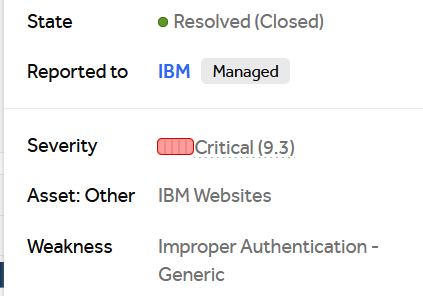 State Resolved (Closed)
Reported to IBM Managed
Severity Critical (9.3)
Asset: Other IBM Websites
Weakness Improper Authentication -
Generic